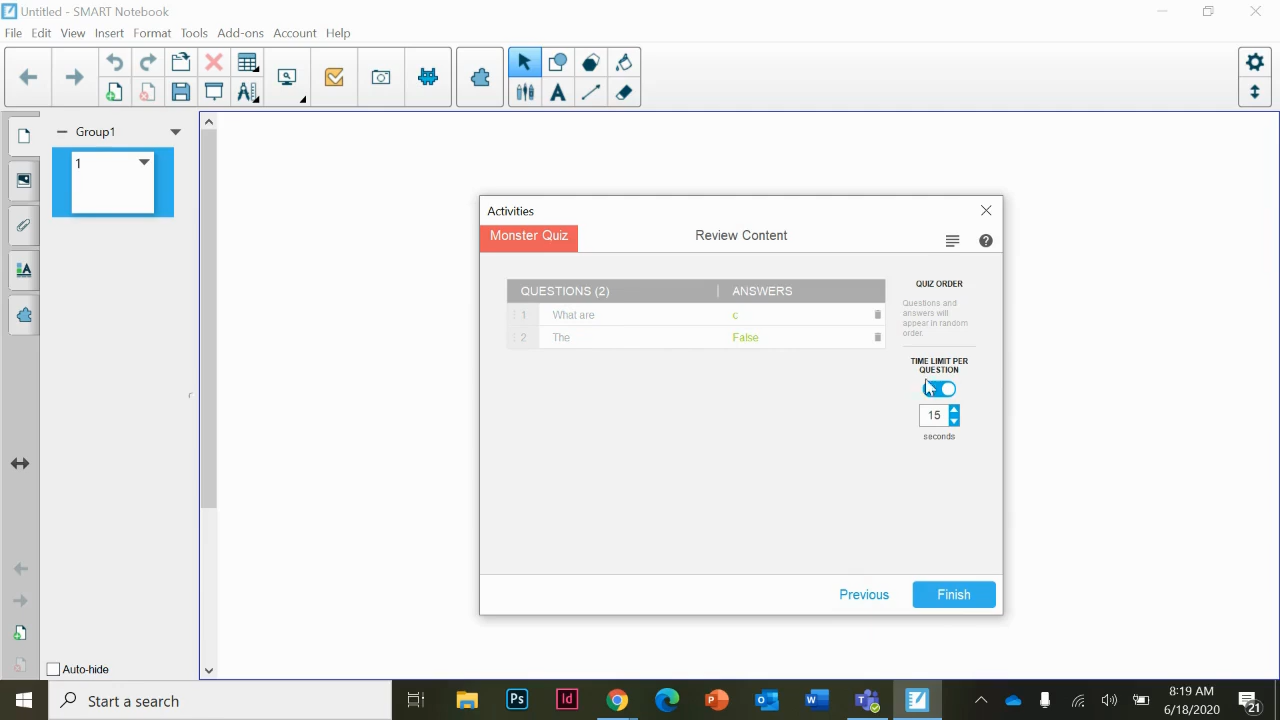 Untitled - SMART Notebook
File Edit View Insert Format Tools Add-ons Account Help
Group1
1
Activities
Monster Quiz
Review Content
QUESTIONS (2) ANSWERS
1 What are c
2 The False
QUIZ ORDER
Questions and
answers will
appear in random
order.
TIME LIMIT PER
QUESTION
15
seconds
Previous
Finish
Auto-hide
Start a search
Ps
Id
8:19 AM
6/18/2020
21